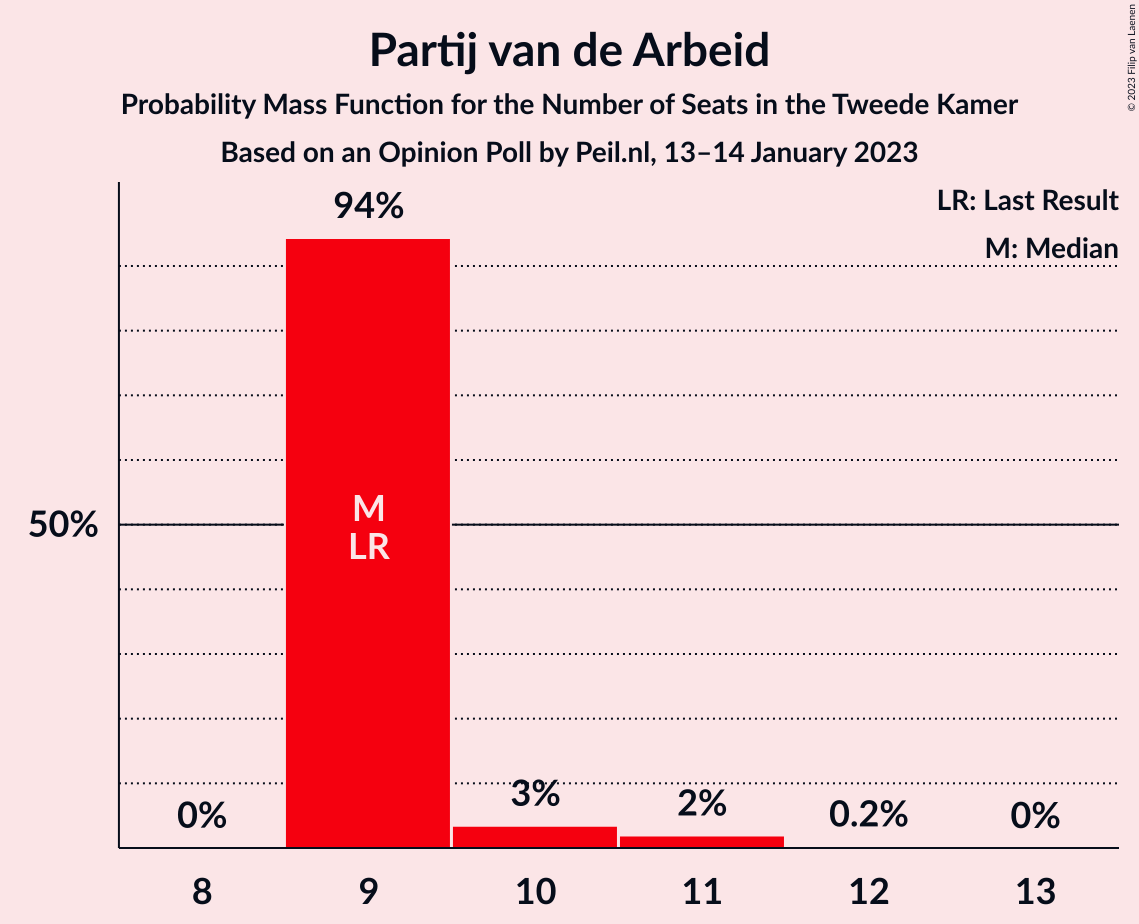 Partij van de Arbeid
Probability Mass Function for the Number of Seats in the Tweede Kamer
Based on an Opinion Poll by Peil.nl, 13–14 January 2023
© 2023 Filip van Laenen
LR: Last Result
M: Median
94%
50%
M
LR
0%
3%
2%
0.2%
0%
8
9
10
11
12
13